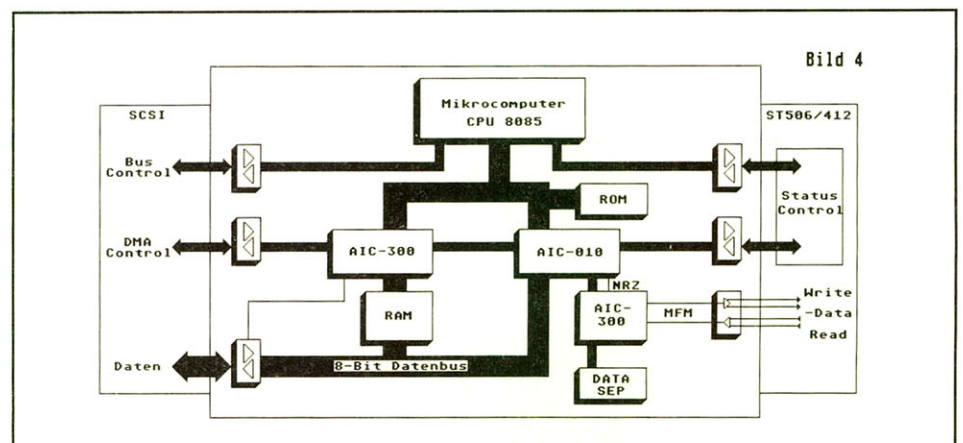 Bild 4
SCSI
Mikrocomputer
CPU 8085
ST506/412
Bus
Control
ROM
Status
Control
DMA
Control
AIC-300
AIC-010
NRZ
RAM
AIC-
300
MFM
Write
-Data
Read
Daten
8-Bit Datenbus
DATA
SEP